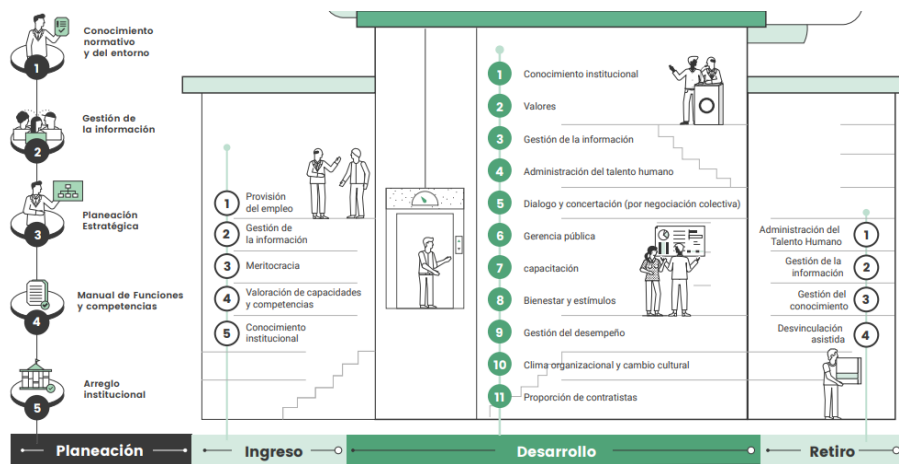 1
Conocimiento
normativo
y del entorno
2
Gestión de
la información
3
Planeación
Estratégica
4
Manual de Funciones
y competencias
5
Arreglo
institucional
Planeación
1
Provisión
del empleo
2
Gestión de
la información
3
Meritocracia
4
Valoración de capacidades
y competencias
5
Conocimiento
institucional
Ingreso
1 Conocimiento institucional
2 Valores
3 Gestión de la información
4 Administración del talento humano
5 Dialogo y concertación (por negociación colectiva)
6 Gerencia pública
7 capacitación
8 Bienestar y estímulos
9 Gestión del desempeño
10 Clima organizacional y cambio cultural
11 Proporción de contratistas
Desarrollo
Administración del
Talento Humano
1
Gestión de la
información
2
Gestión del
conocimiento
3
Desvinculación
asistida
4
Retiro